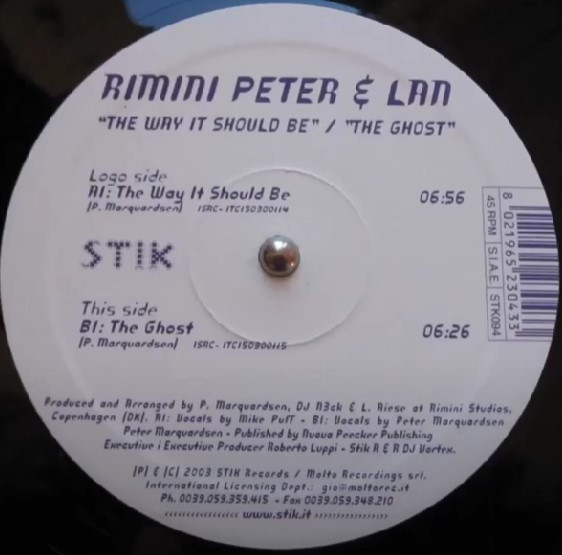 RIMINI PETER & LAN
"THE WAY IT SHOULD BE" / "THE GHOST"
Logo side
A1: The Way It Should Be 06:56
(P. Marquardsen) ISRC- ITC150300114
STIK
This side
B1: The Ghost 06:26
(P. Marquardsen) ISRC- ITC150300115
8 021965 230433
45 RPM S.I.A.E. STK094
Produced and Arranged by P. Marquardsen, DJ N3ck & L. Riese at Rimini Studios,
Copenhagen (DK). A1: Vocals by Mike Puff - B1: Vocals by Peter Marquardsen
Peter Marquardsen - Published by Nuova Peecker Publishing
Executive i Executive Producer Roberto Luppi - Stik A & R DJ Vortex.
(P) & (C) 2003 STIK Records / Molto Recordings srl.
International Licensing Dept.: gio@moltorec.it
Ph. 0039.059.359.415 - Fax 0039.059.348.210
‹‹‹‹‹‹‹‹‹‹‹‹‹‹‹‹‹ www.stik.it ›››››››››››››››››